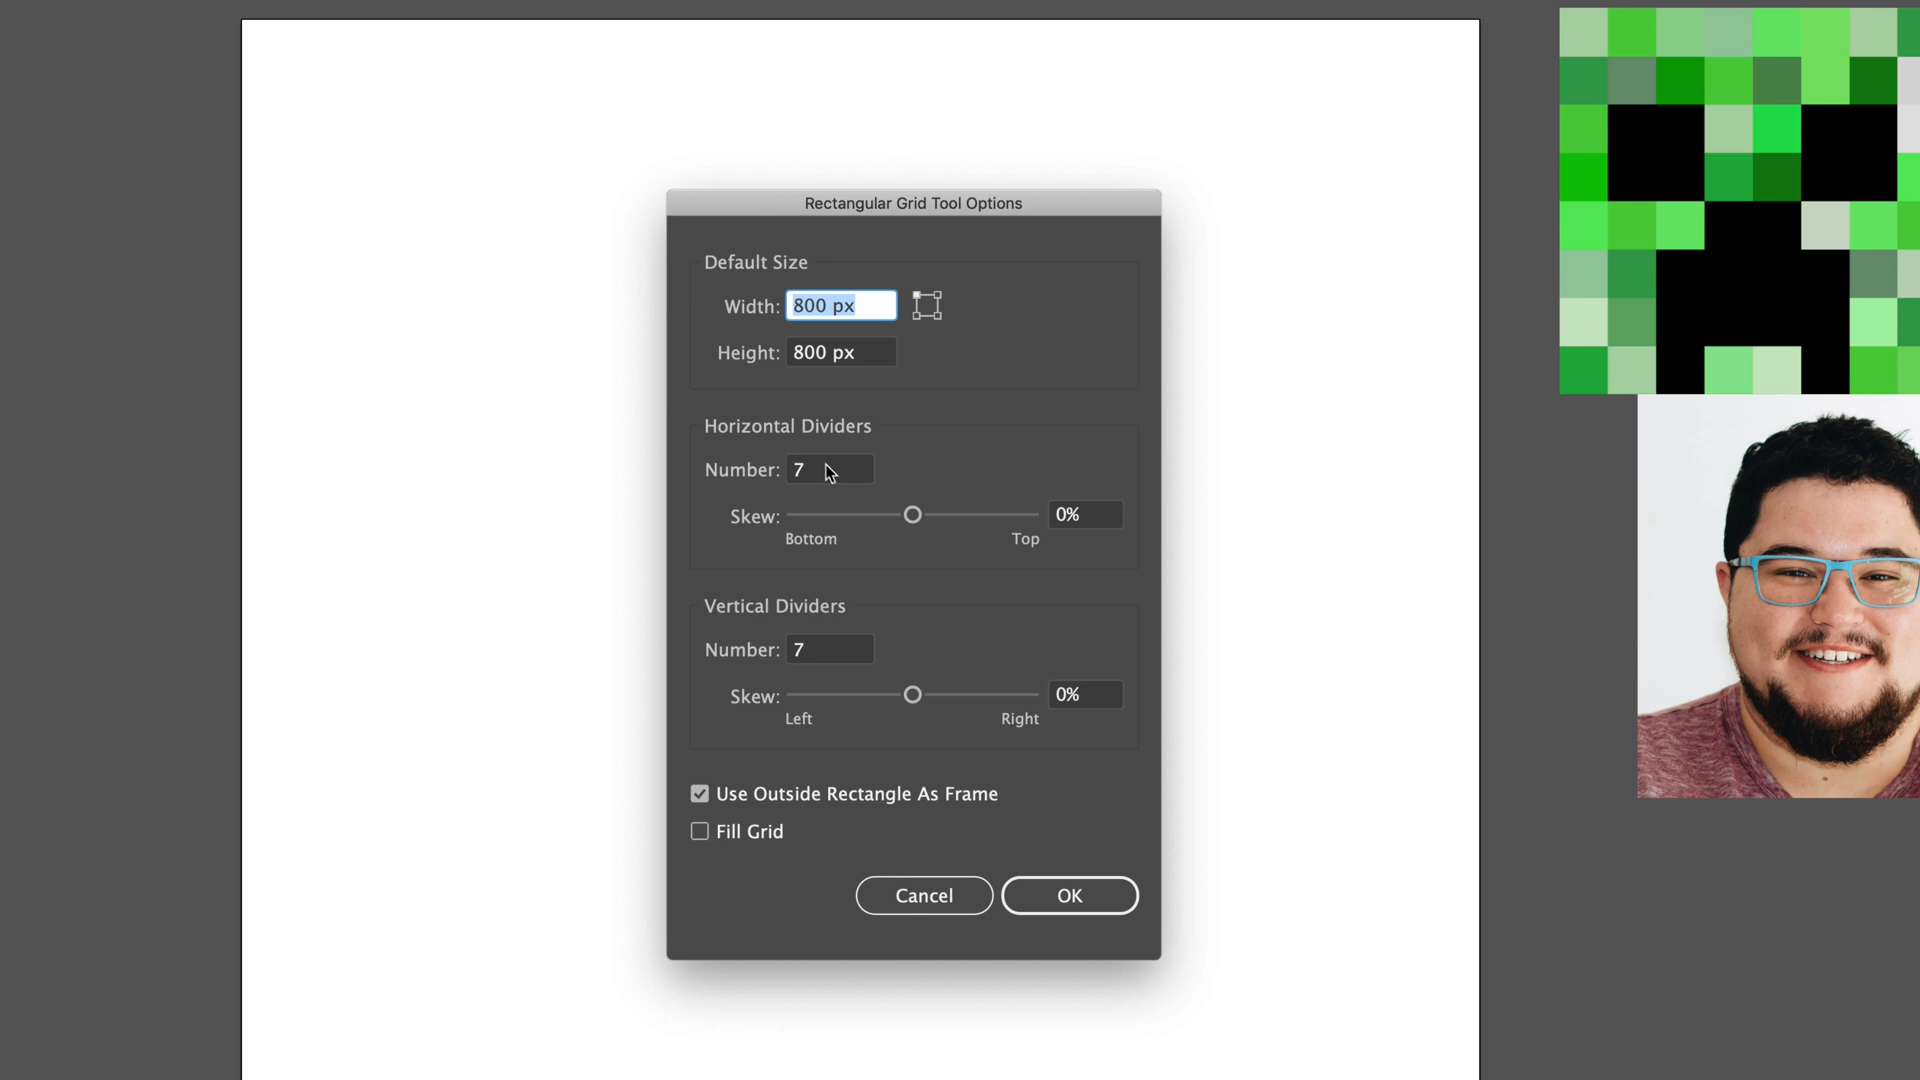 Rectangular Grid Tool Options
Default Size
Width: 800 px
Height: 800 px
Horizontal Dividers
Number: 7
Skew: 0%
Bottom Top
Vertical Dividers
Number: 7
Skew: 0%
Left Right
Use Outside Rectangle As Frame
Fill Grid
Cancel OK